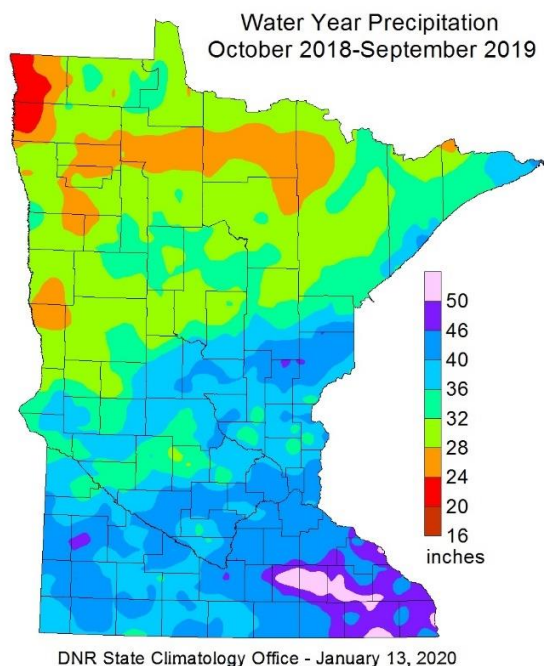 Water Year Precipitation
October 2018-September 2019
50
46
40
36
32
28
24
20
16
inches
DNR State Climatology Office - January 13, 2020